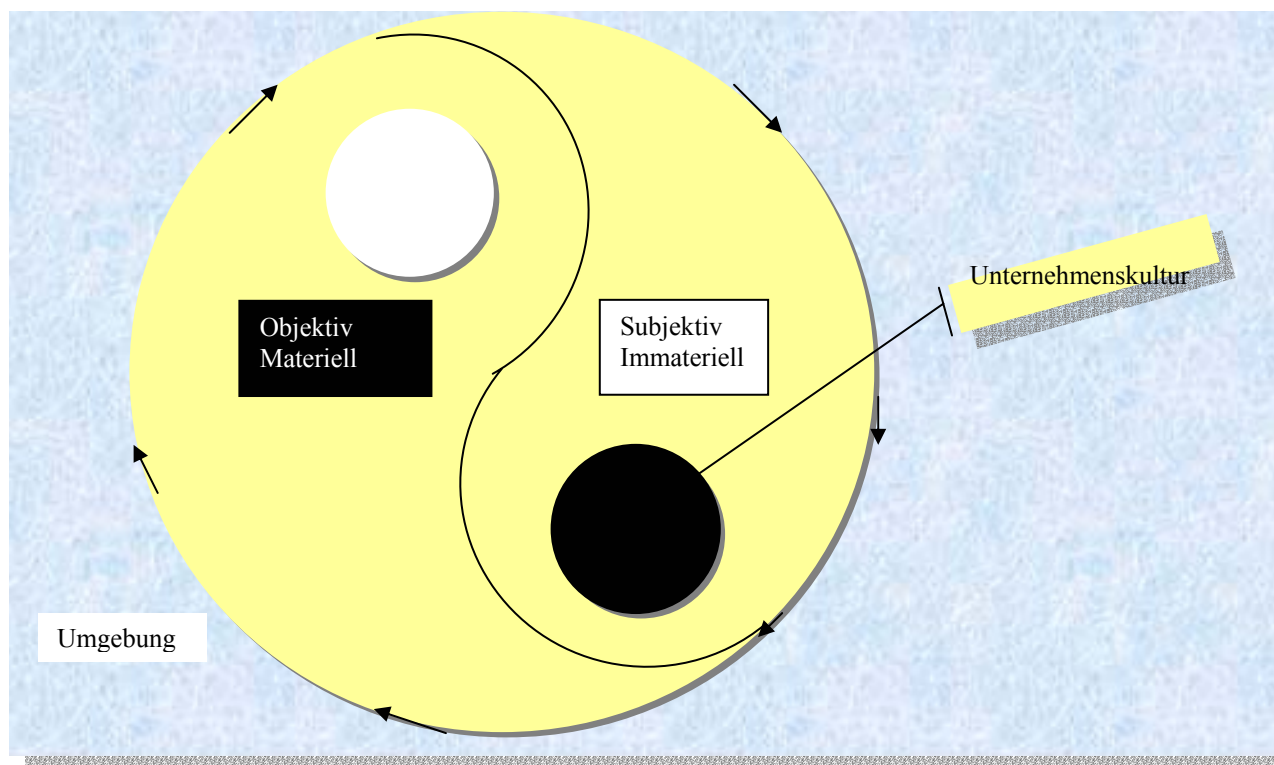 Unternehmenskultur
Objektiv
Materiell
Subjektiv
Immateriell
Umgebung